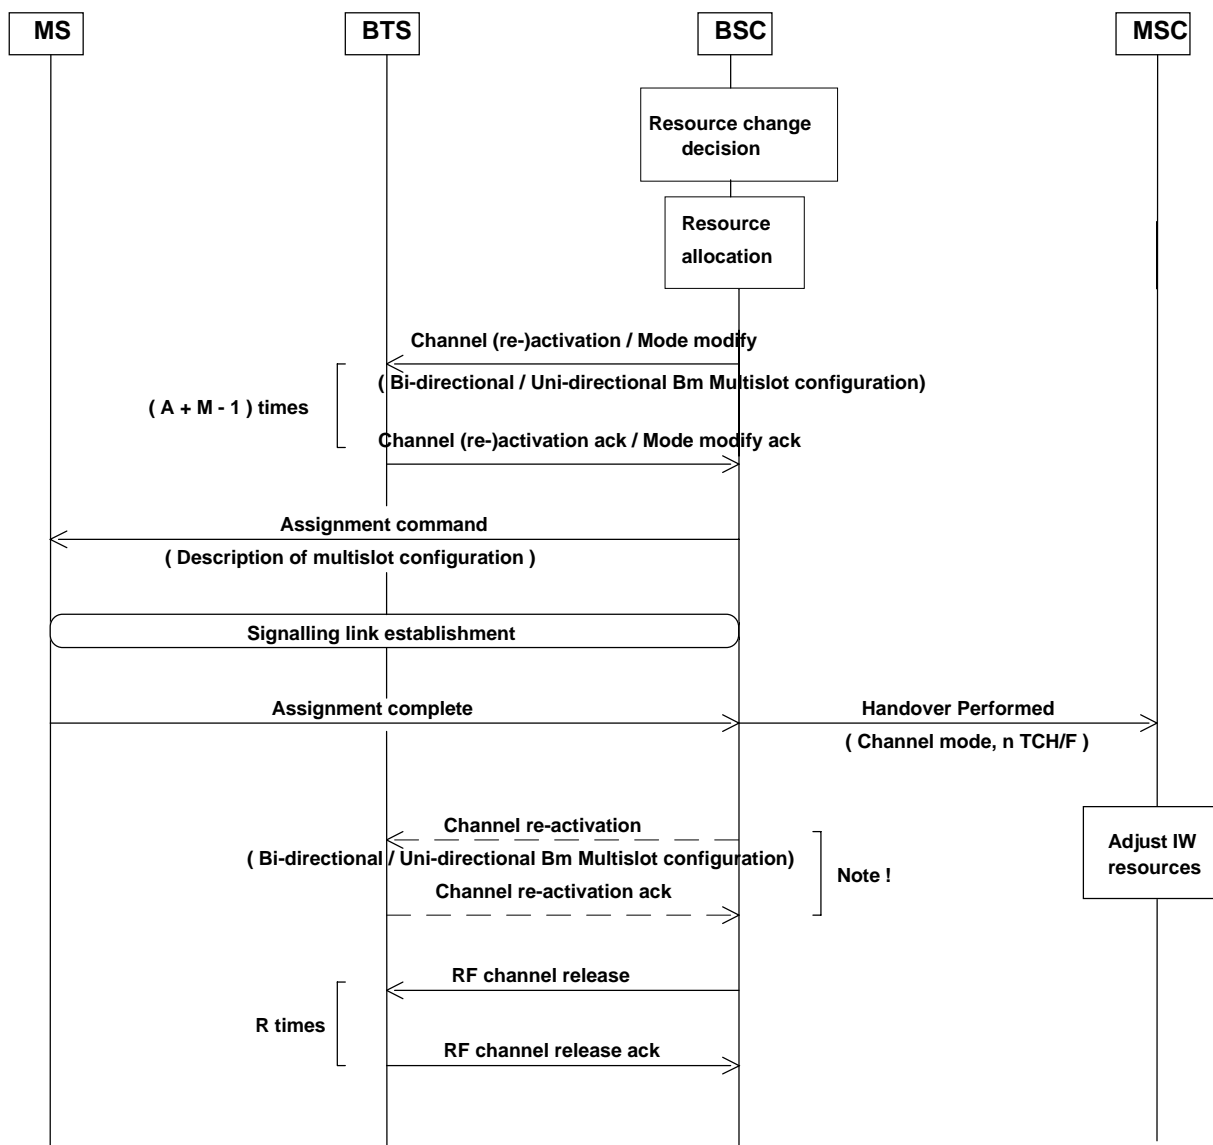 MS
BTS
BSC
MSC
Resource change
decision
Resource
allocation
Channel (re-)activation / Mode modify
( Bi-directional / Uni-directional Bm Multislot configuration)
( A + M - 1 ) times
Channel (re-)activation ack / Mode modify ack
Assignment command
( Description of multislot configuration )
Signalling link establishment
Assignment complete
Handover Performed
( Channel mode, n TCH/F )
Channel re-activation
( Bi-directional / Uni-directional Bm Multislot configuration)
Channel re-activation ack
Note !
Adjust IW
resources
RF channel release
R times
RF channel release ack